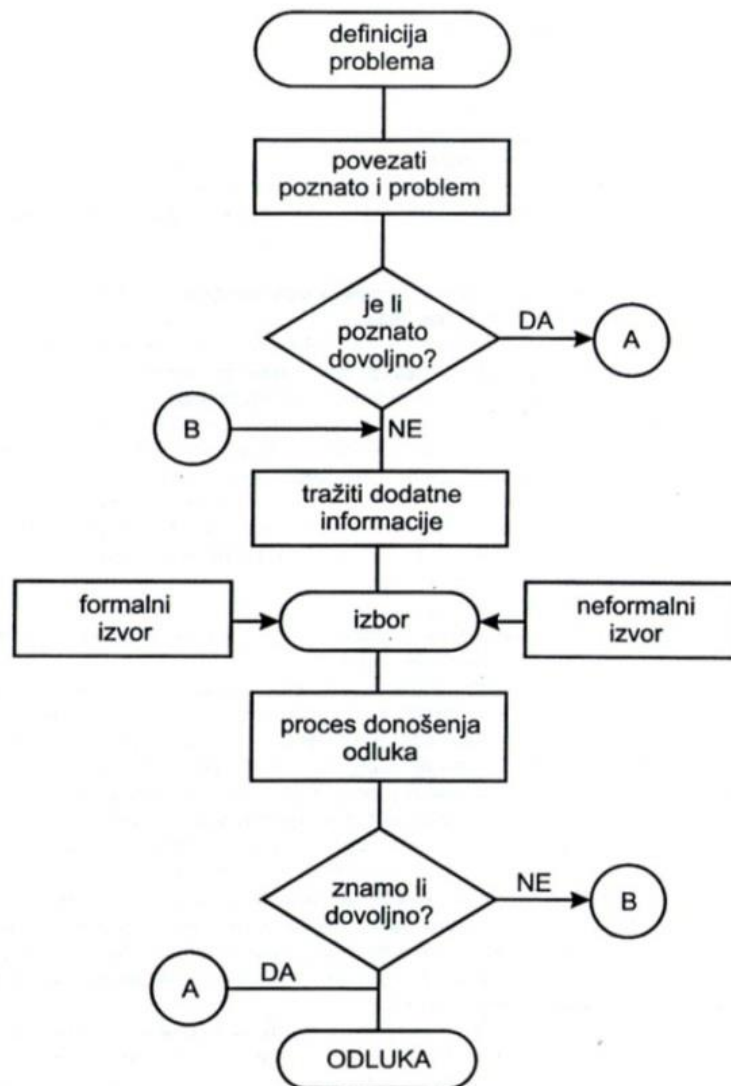 definicija
problema
povezati
poznato i problem
je li
poznato
dovoljno?
DA
A
B
NE
tražiti dodatne
informacije
formalni
izvor
izbor
neformalni
izvor
proces donošenja
odluka
znamo li
dovoljno?
NE
B
A
DA
ODLUKA